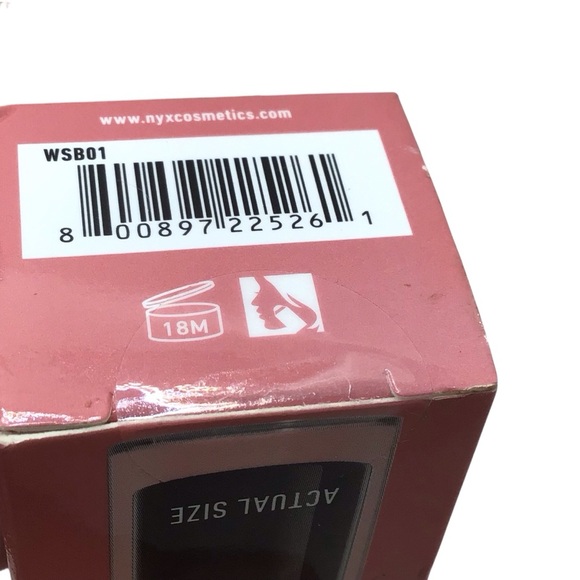 www.nyxcosmetics.com
WSB01
8 00897 22526 1
18M
ACTUAL SIZE